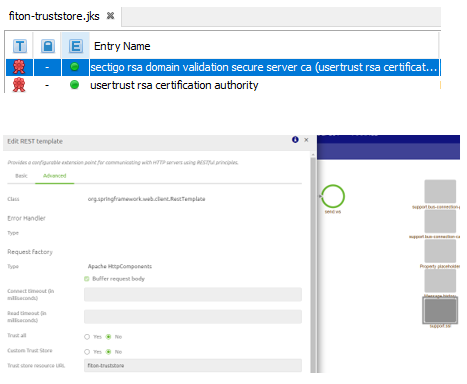 fiton-truststore.jks
T E Entry Name
- sectigo rsa domain validation secure server ca (usertrust rsa certificat...
- usertrust rsa certification authority
Edit REST template
Provides a configurable extension point for communicating with HTTP servers using RESTful principles.
Basic Advanced
Class org.springframework.web.client.RestTemplate
Error Handler
Type
Request Factory
Type Apache HttpComponents
Buffer request body
Connect timeout (in milliseconds)
Read timeout (in milliseconds)
Trust all Yes No
Custom Trust Store Yes No
Trust store resource URL fiton-truststore
send us
support bus-connection-
support bus-connection-ca
Property placeholder
Message history
support ssl